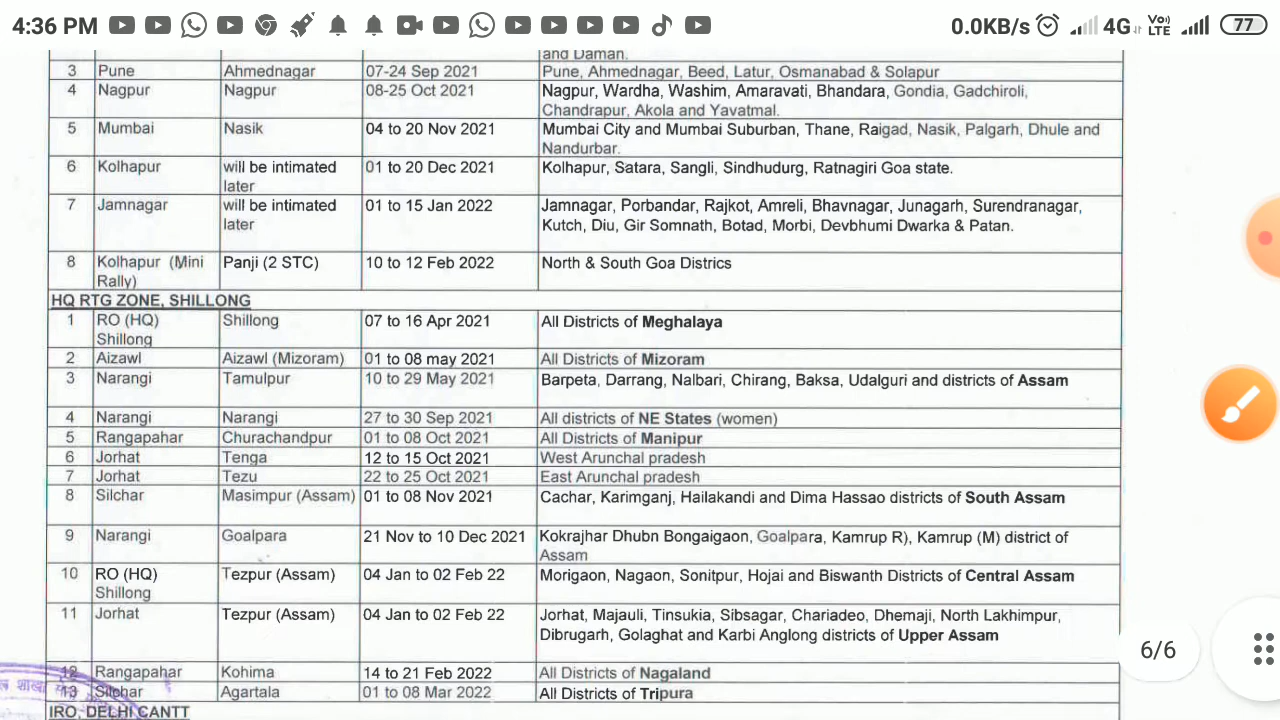 4:36 PM 0.0KB/s 4G Vo) LTE 77
and Daman.
3 Pune Ahmednagar 07-24 Sep 2021 Pune, Ahmednagar, Beed, Latur, Osmanabad & Solapur
4 Nagpur Nagpur 08-25 Oct 2021 Nagpur, Wardha, Washim, Amaravati, Bhandara, Gondia, Gadchiroli,
Chandrapur, Akola and Yavatmal.
5 Mumbai Nasik 04 to 20 Nov 2021 Mumbai City and Mumbai Suburban, Thane, Raigad, Nasik, Palgarh, Dhule and
Nandurbar.
6 Kolhapur will be intimated 01 to 20 Dec 2021 Kolhapur, Satara, Sangli, Sindhudurg, Ratnagiri Goa state.
later
7 Jamnagar will be intimated 01 to 15 Jan 2022 Jamnagar, Porbandar, Rajkot, Amreli, Bhavnagar, Junagarh, Surendranagar,
later Kutch, Diu, Gir Somnath, Botad, Morbi, Devbhumi Dwarka & Patan.
8 Kolhapur (Mini Panji (2 STC) 10 to 12 Feb 2022 North & South Goa Districs
Rally)
HQ RTG ZONE, SHILLONG
1 RO (HQ) Shillong 07 to 16 Apr 2021 All Districts of Meghalaya
Shillong
2 Aizawl Aizawl (Mizoram) 01 to 08 may 2021 All Districts of Mizoram
3 Narangi Tamulpur 10 to 29 May 2021 Barpeta, Darrang, Nalbari, Chirang, Baksa, Udalguri and districts of Assam
4 Narangi Narangi 27 to 30 Sep 2021 All districts of NE States (women)
5 Rangapahar Churachandpur 01 to 08 Oct 2021 All Districts of Manipur
6 Jorhat Tenga 12 to 15 Oct 2021 West Arunchal pradesh
7 Jorhat Tezu 22 to 25 Oct 2021 East Arunchal pradesh
8 Silchar Masimpur (Assam) 01 to 08 Nov 2021 Cachar, Karimganj, Hailakandi and Dima Hassao districts of South Assam
9 Narangi Goalpara 21 Nov to 10 Dec 2021 Kokrajhar Dhubn Bongaigaon, Goalpara, Kamrup R), Kamrup (M) district of
Assam
10 RO (HQ) Tezpur (Assam) 04 Jan to 02 Feb 22 Morigaon, Nagaon, Sonitpur, Hojai and Biswanth Districts of Central Assam
Shillong
11 Jorhat Tezpur (Assam) 04 Jan to 02 Feb 22 Jorhat, Majauli, Tinsukia, Sibsagar, Chariadeo, Dhemaji, North Lakhimpur,
Dibrugarh, Golaghat and Karbi Anglong districts of Upper Assam
6/6
12 Rangapahar Kohima 14 to 21 Feb 2022 All Districts of Nagaland
शाखा
13 Silchar Agartala 01 to 08 Mar 2022 All Districts of Tripura
IRO, DELHI CANTT